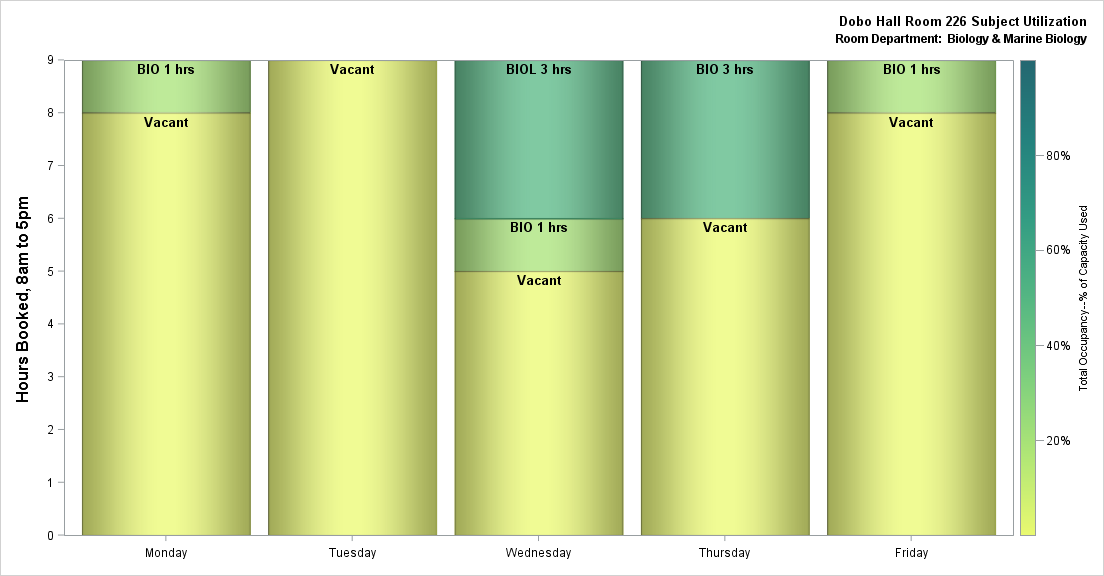 Dobo Hall Room 226 Subject Utilization
Room Department: Biology & Marine Biology
Hours Booked, 8am to 5pm
9
8
7
6
5
4
3
2
1
0
BIO 1 hrs
Vacant
Vacant
BIOL 3 hrs
BIO 1 hrs
Vacant
BIO 3 hrs
Vacant
BIO 1 hrs
Vacant
Monday
Tuesday
Wednesday
Thursday
Friday
80%
60%
40%
20%
Total Occupancy--% of Capacity Used